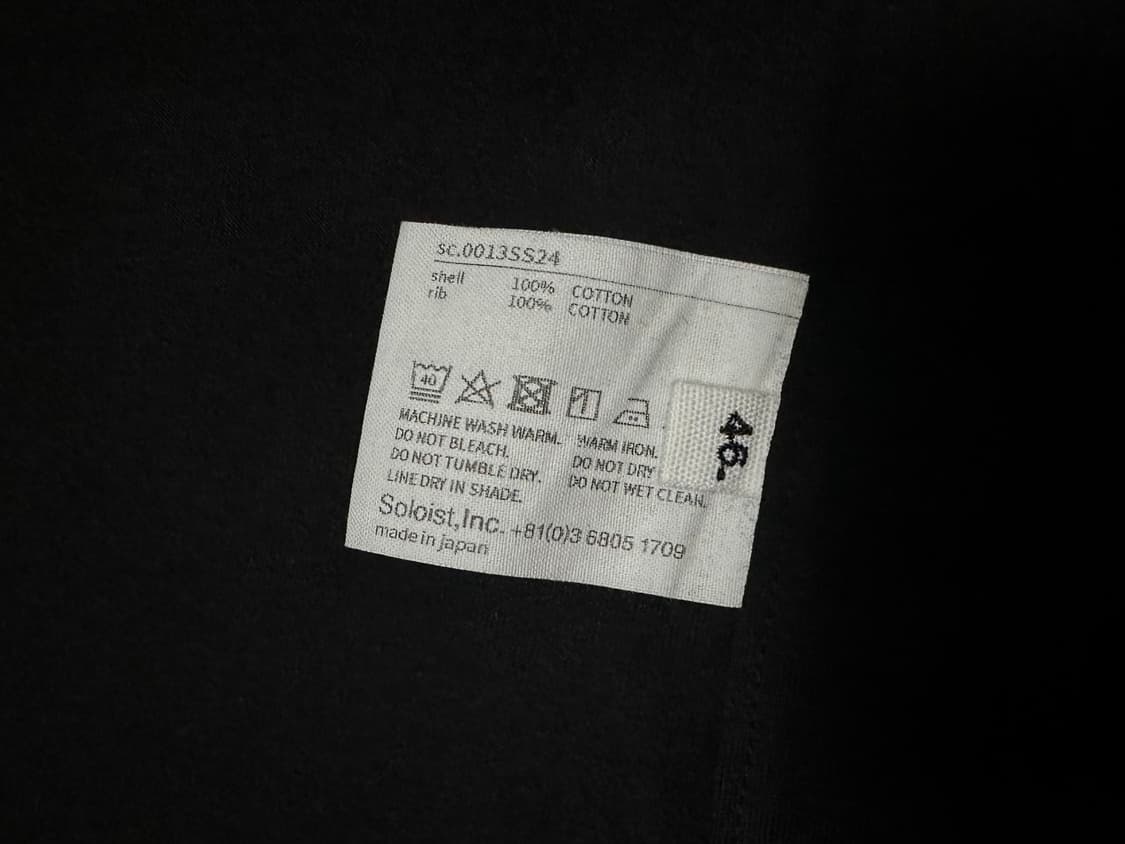 sc.0013SS24
shell 100% COTTON
rib 100% COTTON
40
MACHINE WASH WARM.
DO NOT BLEACH.
DO NOT TUMBLE DRY.
LINE DRY IN SHADE.
WARM IRON.
DO NOT DRY
DO NOT WET CLEAN.
46.
Soloist,Inc. +81(0)3 6805 1709
made in japan